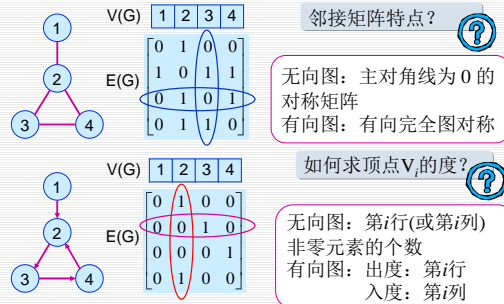 V(G) 1 2 3 4
邻接矩阵特点？
?
1
2
3 4
E(G)
0 1 0 0
1 0 1 1
0 1 0 1
0 1 1 0
无向图：主对角线为 0 的
对称矩阵
有向图：有向完全图对称
V(G) 1 2 3 4
如何求顶点Vi的度？
?
1
2
3 4
E(G)
0 1 0 0
0 0 1 0
0 0 0 1
0 1 0 0
无向图：第i行(或第i列)
非零元素的个数
有向图：出度：第i行
入度：第i列